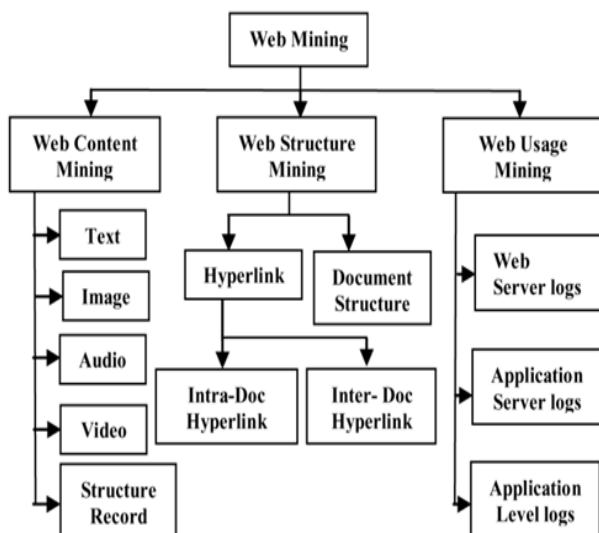 Web Mining
Web Content
Mining
Web Structure
Mining
Web Usage
Mining
Text
Image
Audio
Video
Structure
Record
Hyperlink
Document
Structure
Intra-Doc
Hyperlink
Inter- Doc
Hyperlink
Web
Server logs
Application
Server logs
Application
Level logs